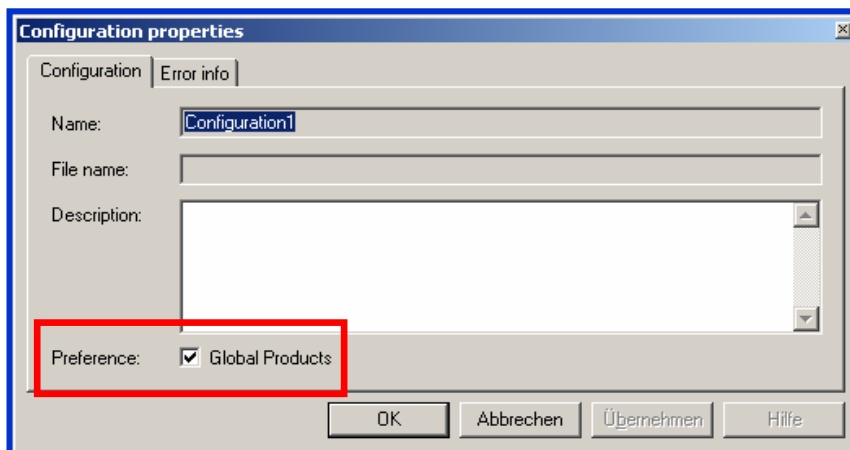 Configuration properties
Configuration
Error info
Name:
Configuration1
File name:
Description:
Preference:
Global Products
OK
Abbrechen
Übernehmen
Hilfe